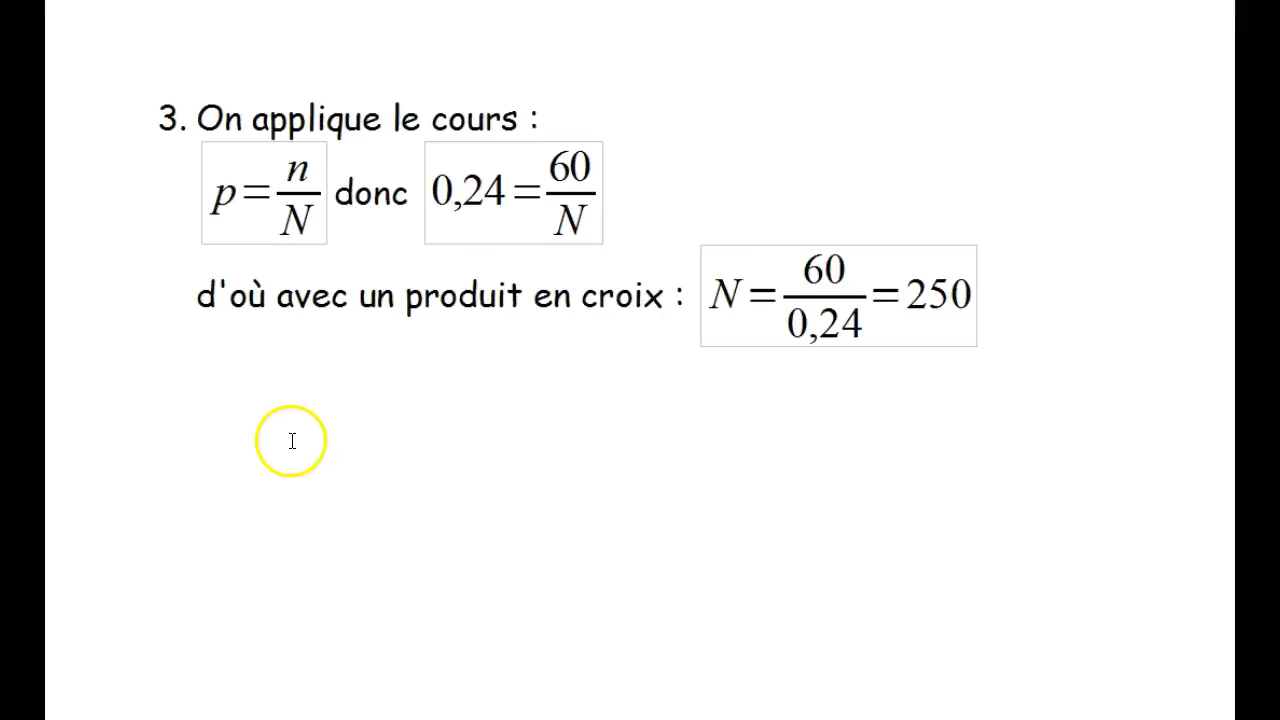 3. On applique le cours :
p = n/N donc 0,24 = 60/N
d'où avec un produit en croix : N = 60/0,24 = 250